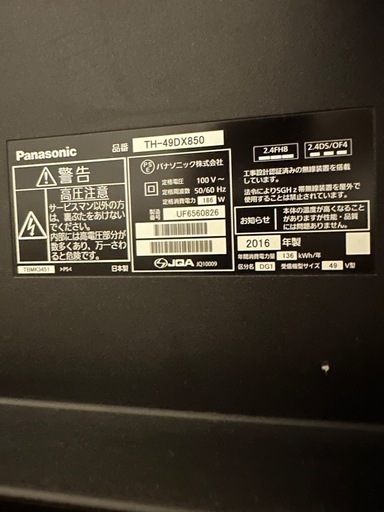 Panasonic
品番 TH-49DX850
警告
高圧注意
サービスマン以外の方は、
裏ぶたをあけないで
ください。
内には高電圧部分が
数多くあり、万一さわ
ると危険です。
TBMK3451 >PS< 日本製
パナソニック株式会社
定格電圧 100 V~
定格周波数 50/60 Hz
定格消費電力 186 W
製造番号 UF6560826
JQA JQ10009
2.4FH8 2.4DS/OF4
工事設計認証済みの無線装置を搭載
しています。
法令により5GHz帯無線装置を屋外で
使用することは禁止されています。
お知らせ
本体の温度が高くなること
がありますが、性能・品質
には問題ありません。
2016 年製
年間消費電力量 136 kWh/年
区分名 DG1 受信機型サイズ 49 V型